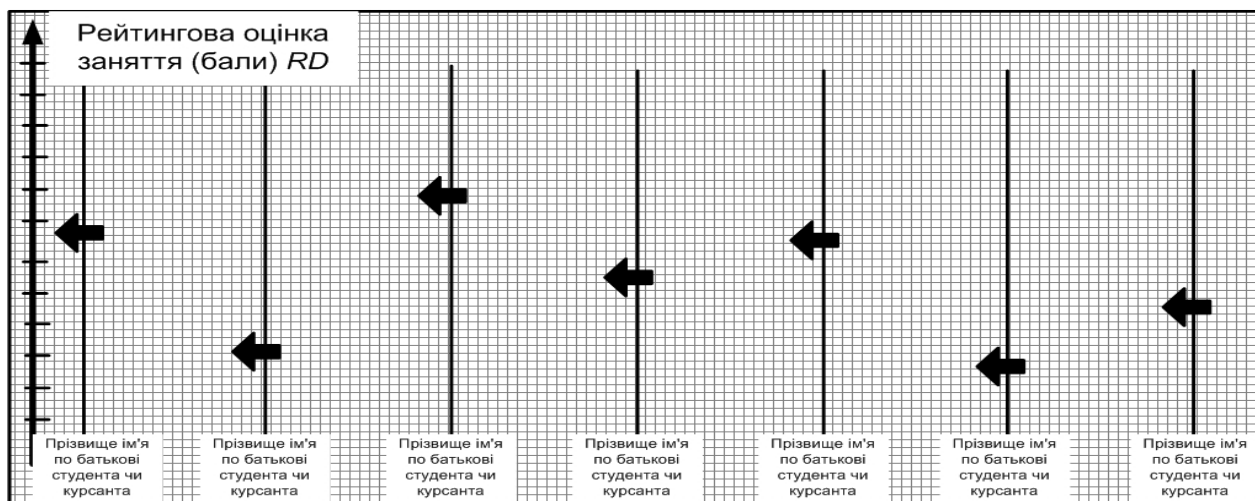 Рейтингова оцінка
заняття (бали) RD
Прізвище ім'я
по батькові
студента чи
курсанта
Прізвище ім'я
по батькові
студента чи
курсанта
Прізвище ім'я
по батькові
студента чи
курсанта
Прізвище ім'я
по батькові
студента чи
курсанта
Прізвище ім'я
по батькові
студента чи
курсанта
Прізвище ім'я
по батькові
студента чи
курсанта
Прізвище ім'я
по батькові
студента чи
курсанта